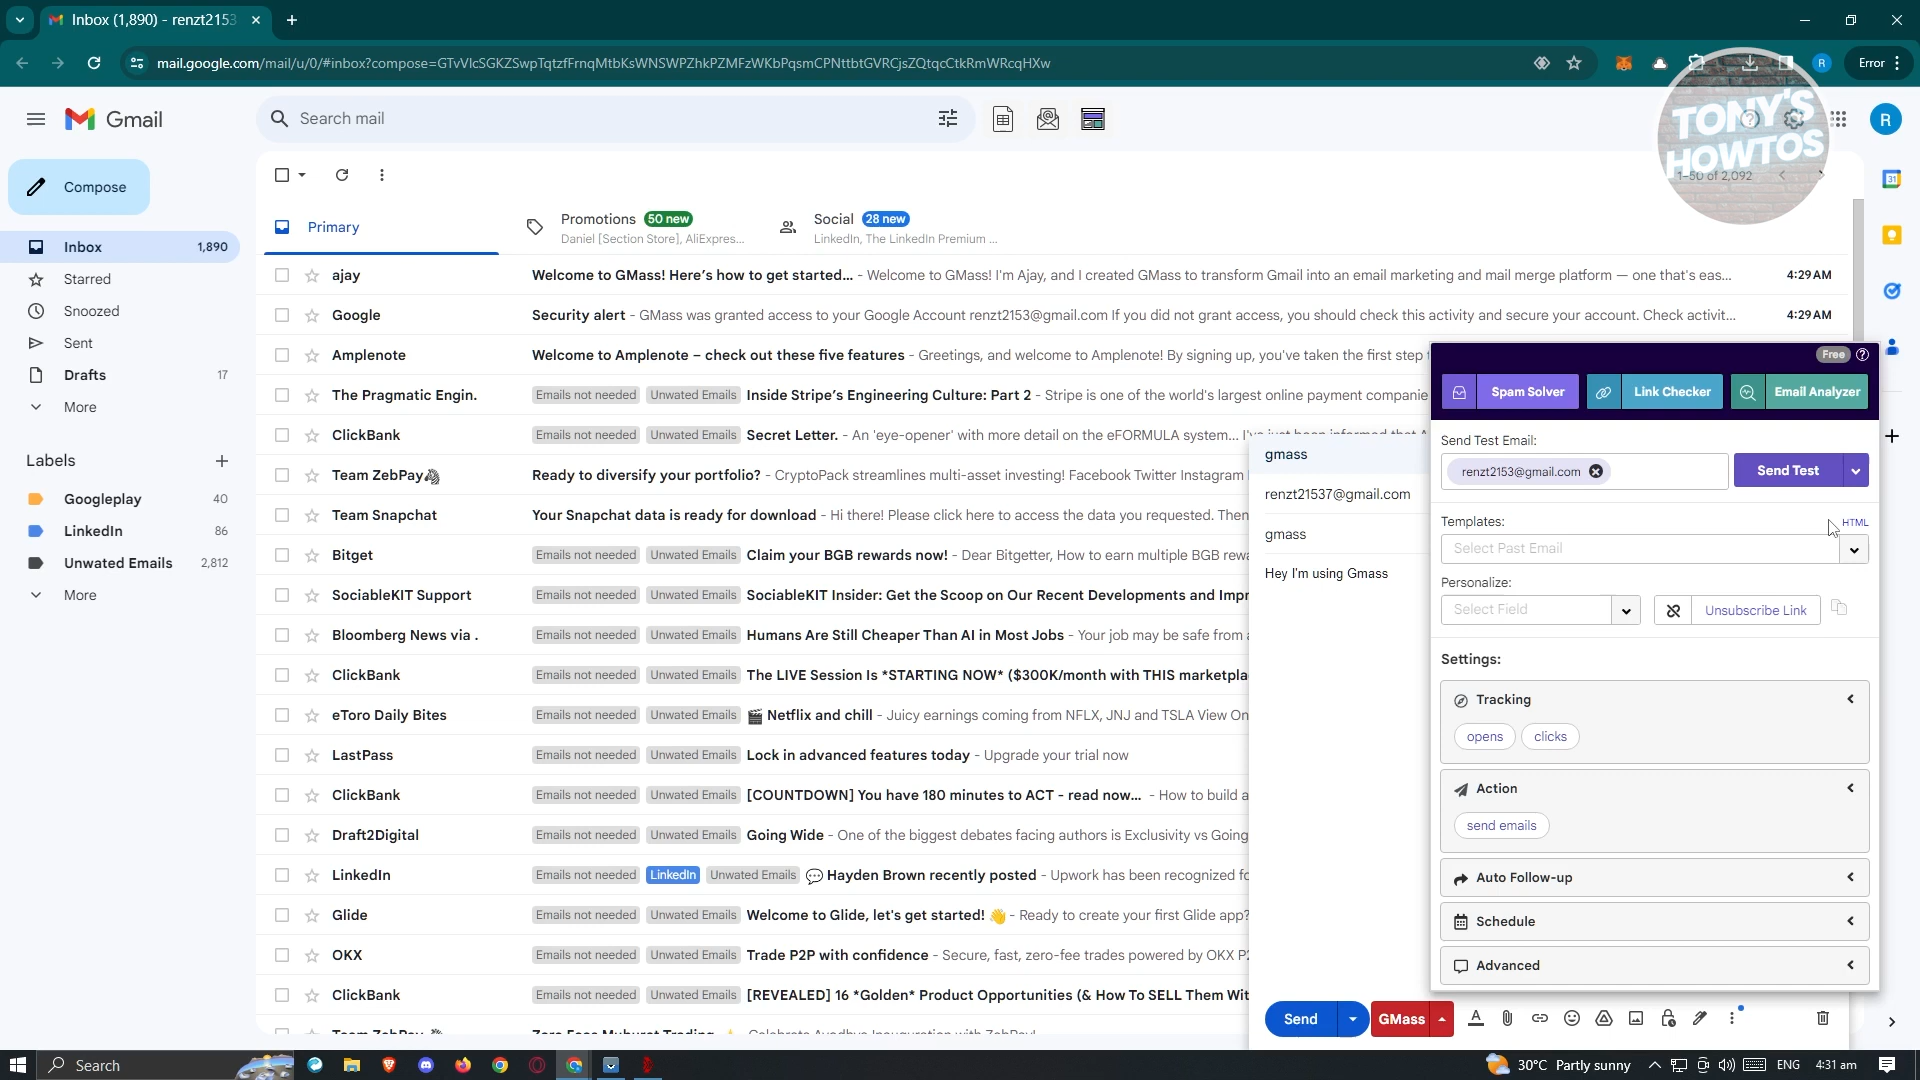 Inbox (1,890) - renzt2153
mail.google.com/mail/u/0/#inbox?compose=GTvVlcSGKZSwpTqtzfFrnqMtbKsWNSWPZhkPZMFzWKbPqsmCPNttbtGVRCjsZQtqcCtkRmWRcqHXw
R
Error
Gmail
Search mail
R
TONY'S
HOWTOS
Compose
1–50 of 2,092
31
Primary
Promotions 50 new
Daniel [Section Store], AliExpres...
Social 28 new
LinkedIn, The LinkedIn Premium ...
Inbox 1,890
Starred
Snoozed
Sent
Drafts 17
More
Labels
Googleplay 40
LinkedIn 86
Unwated Emails 2,812
More
ajay Welcome to GMass! Here's how to get started... - Welcome to GMass! I'm Ajay, and I created GMass to transform Gmail into an email marketing and mail merge platform — one that's eas... 4:29 AM
Google Security alert - GMass was granted access to your Google Account renzt2153@gmail.com If you did not grant access, you should check this activity and secure your account. Check activit... 4:29 AM
Amplenote Welcome to Amplenote – check out these five features - Greetings, and welcome to Amplenote! By signing up, you've taken the first step
The Pragmatic Engin. Emails not needed Unwated Emails Inside Stripe's Engineering Culture: Part 2 - Stripe is one of the world's largest online payment companie
ClickBank Emails not needed Unwated Emails Secret Letter. - An 'eye-opener' with more detail on the eFORMULA system...
Team ZebPay Ready to diversify your portfolio? - CryptoPack streamlines multi-asset investing! Facebook Twitter Instagram
Team Snapchat Your Snapchat data is ready for download - Hi there! Please click here to access the data you requested. Then
Bitget Emails not needed Unwated Emails Claim your BGB rewards now! - Dear Bitgetter, How to earn multiple BGB rewa
SociableKIT Support Emails not needed Unwated Emails SociableKIT Insider: Get the Scoop on Our Recent Developments and Impr
Bloomberg News via . Emails not needed Unwated Emails Humans Are Still Cheaper Than AI in Most Jobs - Your job may be safe from a
ClickBank Emails not needed Unwated Emails The LIVE Session Is *STARTING NOW* ($300K/month with THIS marketpla
eToro Daily Bites Emails not needed Unwated Emails 🎬 Netflix and chill - Juicy earnings coming from NFLX, JNJ and TSLA View On
LastPass Emails not needed Unwated Emails Lock in advanced features today - Upgrade your trial now
ClickBank Emails not needed Unwated Emails [COUNTDOWN] You have 180 minutes to ACT - read now... - How to build a
Draft2Digital Emails not needed Unwated Emails Going Wide - One of the biggest debates facing authors is Exclusivity vs Going
LinkedIn Emails not needed LinkedIn Unwated Emails 💬 Hayden Brown recently posted - Upwork has been recognized fo
Glide Emails not needed Unwated Emails Welcome to Glide, let's get started! 👋 - Ready to create your first Glide app?
OKX Emails not needed Unwated Emails Trade P2P with confidence - Secure, fast, zero-fee trades powered by OKX P2
ClickBank Emails not needed Unwated Emails [REVEALED] 16 *Golden* Product Opportunities (& How To SELL Them Wit
gmass
renzt21537@gmail.com
gmass
Hey I'm using Gmass
Send GMass
Free
Spam Solver Link Checker Email Analyzer
Send Test Email:
renzt2153@gmail.com Send Test
Templates: HTML
Select Past Email
Personalize:
Select Field Unsubscribe Link
Settings:
Tracking
opens clicks
Action
send emails
Auto Follow-up
Schedule
Advanced
Search
30°C Partly sunny ENG 4:31 am